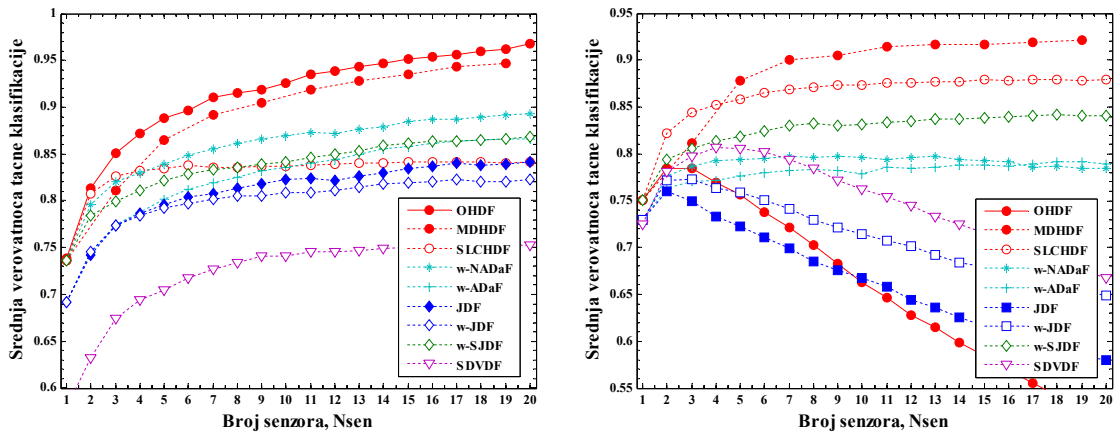 Srednja verovatnoca tacne klasifikacije
1
0.95
0.9
0.85
0.8
0.75
0.7
0.65
0.6
1 2 3 4 5 6 7 8 9 10 11 12 13 14 15 16 17 18 19 20
Broj senzora, Nsen
OHDF
MDHDF
SLCHDF
w-NADaF
w-ADaF
JDF
w-JDF
w-SJDF
SDVDF
Srednja verovatnoca tacne klasifikacije
0.95
0.9
0.85
0.8
0.75
0.7
0.65
0.6
0.55
1 2 3 4 5 6 7 8 9 10 11 12 13 14 15 16 17 18 19 20
Broj senzora, Nsen
OHDF
MDHDF
SLCHDF
w-NADaF
w-ADaF
JDF
w-JDF
w-SJDF
SDVDF